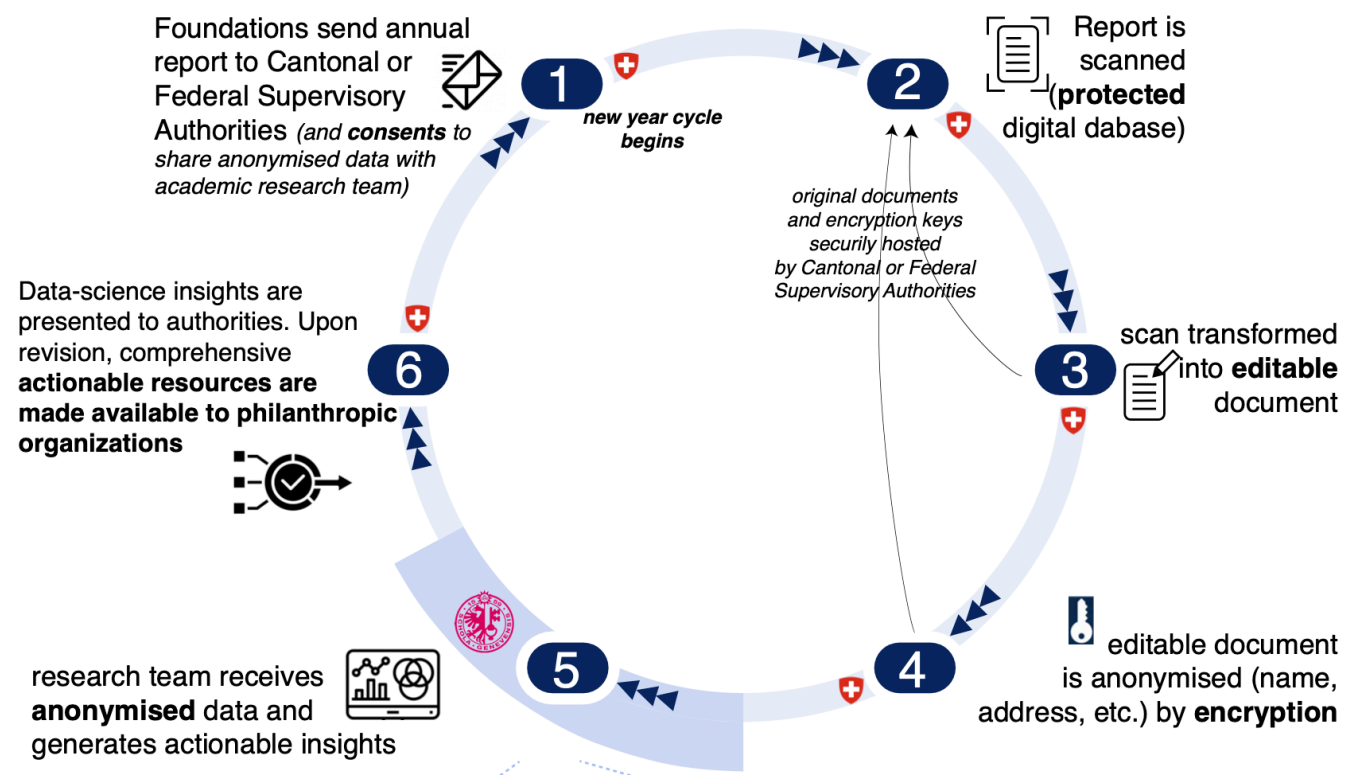 Foundations send annual
report to Cantonal or
Federal Supervisory
Authorities (and consents to
share anonymised data with
academic research team)
1
new year cycle
begins
2
Report is
scanned
(protected
digital dabase)
original documents
and encryption keys
securily hosted
by Cantonal or Federal
Supervisory Authorities
3
scan transformed
into editable
document
4
editable document
is anonymised (name,
address, etc.) by encryption
5
SCHOLA GENEVENSIS
research team receives
anonymised data and
generates actionable insights
6
Data-science insights are
presented to authorities. Upon
revision, comprehensive
actionable resources are
made available to philanthropic
organizations